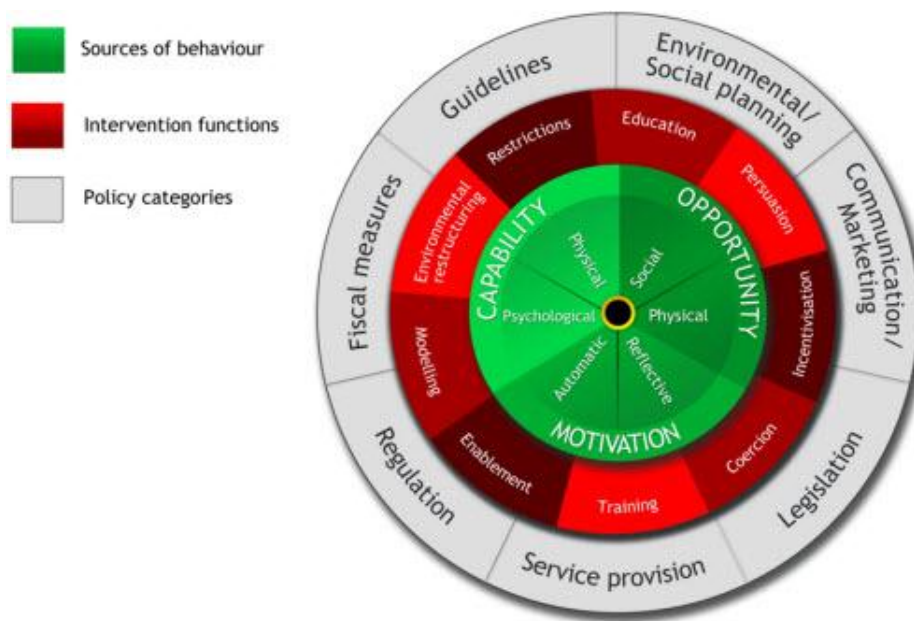 Sources of behaviour
Intervention functions
Policy categories
Guidelines
Environmental/
Social planning
Communication/
Marketing
Legislation
Service provision
Regulation
Fiscal measures
Restrictions
Education
Persuasion
Incentivisation
Coercion
Training
Enablement
Modelling
Environmental
restructuring
CAPABILITY
OPPORTUNITY
MOTIVATION
Physical
Social
Physical
Reflective
Automatic
Psychological